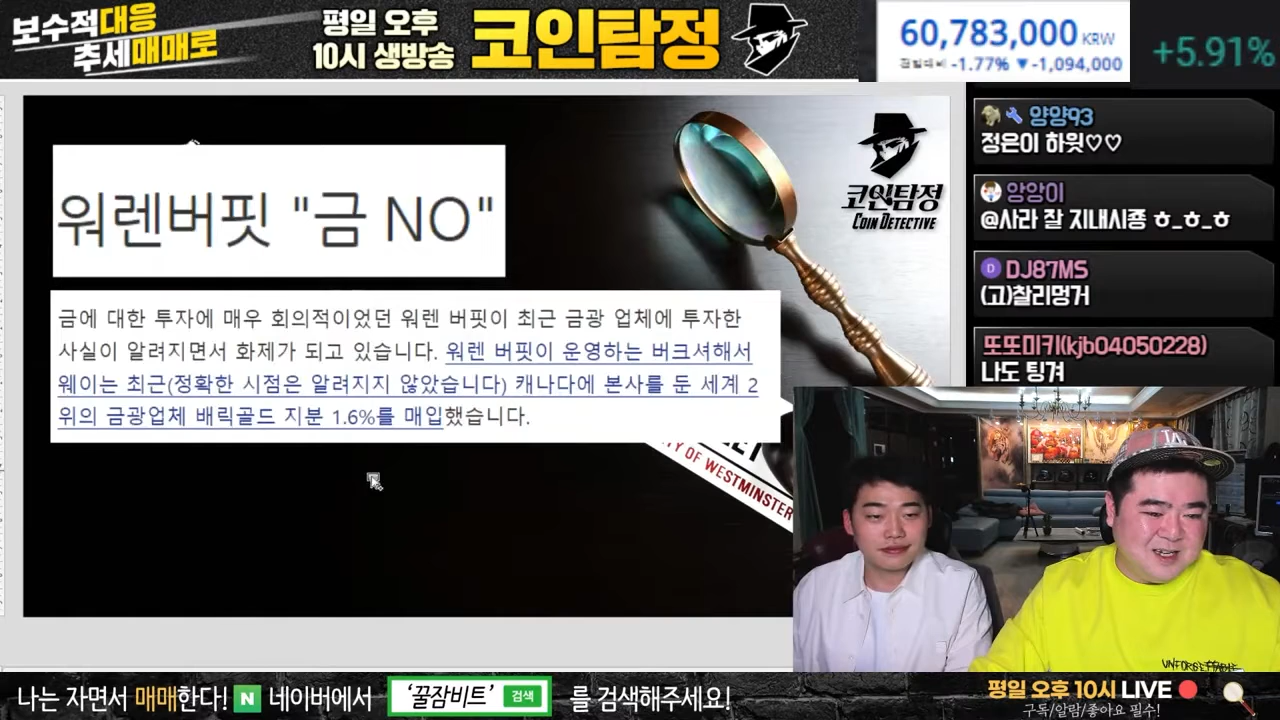 보수적대응
추세매매로
평일 오후
10시 생방송
코인탐정
60,783,000 KRW
전일대비 -1.77% ▼-1,094,000
+5.91%
워렌버핏 "금 NO"
금에 대한 투자에 매우 회의적이었던 워렌 버핏이 최근 금광 업체에 투자한
사실이 알려지면서 화제가 되고 있습니다. 워렌 버핏이 운영하는 버크셔해서
웨이는 최근(정확한 시점은 알려지지 않았습니다) 캐나다에 본사를 둔 세계 2
위의 금광업체 배릭골드 지분 1.6%를 매입했습니다.
코인탐정
COIN DETECTIVE
CITY OF WESTMINSTER
양양93
정은이 하윗♡♡
앙앙이
@사라 잘 지내시죵 ㅎ_ㅎ_ㅎ
D DJ87MS
(고)찰리멍거
또또미키(kjb04050228)
나도 팅겨
나는 자면서 매매한다! N 네이버에서 '꿀잠비트' 검색 를 검색해주세요!
평일 오후 10시 LIVE
구독/알람/좋아요 필수!